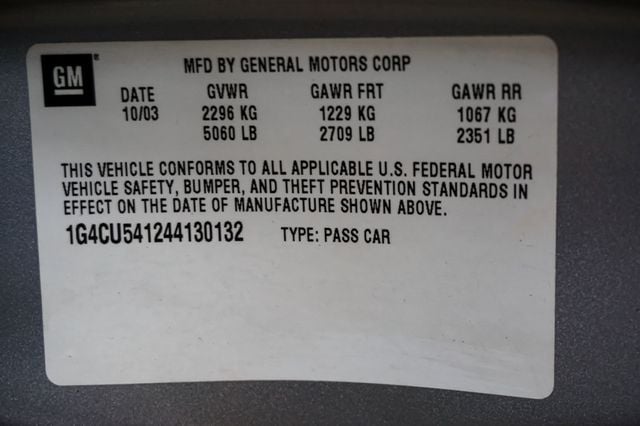 GM®
MFD BY GENERAL MOTORS CORP
DATE GVWR GAWR FRT GAWR RR
10/03 2296 KG 1229 KG 1067 KG
5060 LB 2709 LB 2351 LB
THIS VEHICLE CONFORMS TO ALL APPLICABLE U.S. FEDERAL MOTOR
VEHICLE SAFETY, BUMPER, AND THEFT PREVENTION STANDARDS IN
EFFECT ON THE DATE OF MANUFACTURE SHOWN ABOVE.
1G4CU541244130132 TYPE: PASS CAR